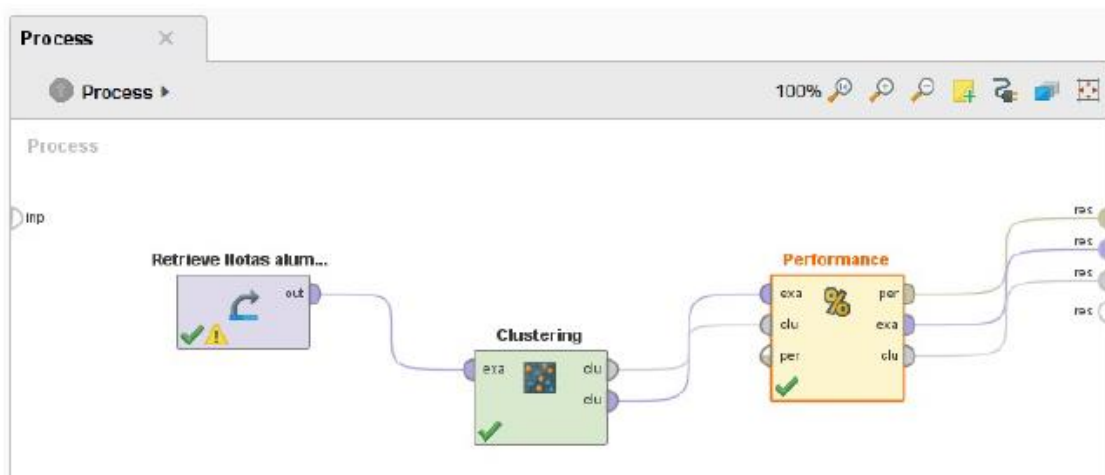 Process
Process
100%
Process
inp
Retrieve Notas alum...
out
Clustering
exa
clu
clu
Performance
exa
%
per
clu
exa
per
clu
res
res
res
res